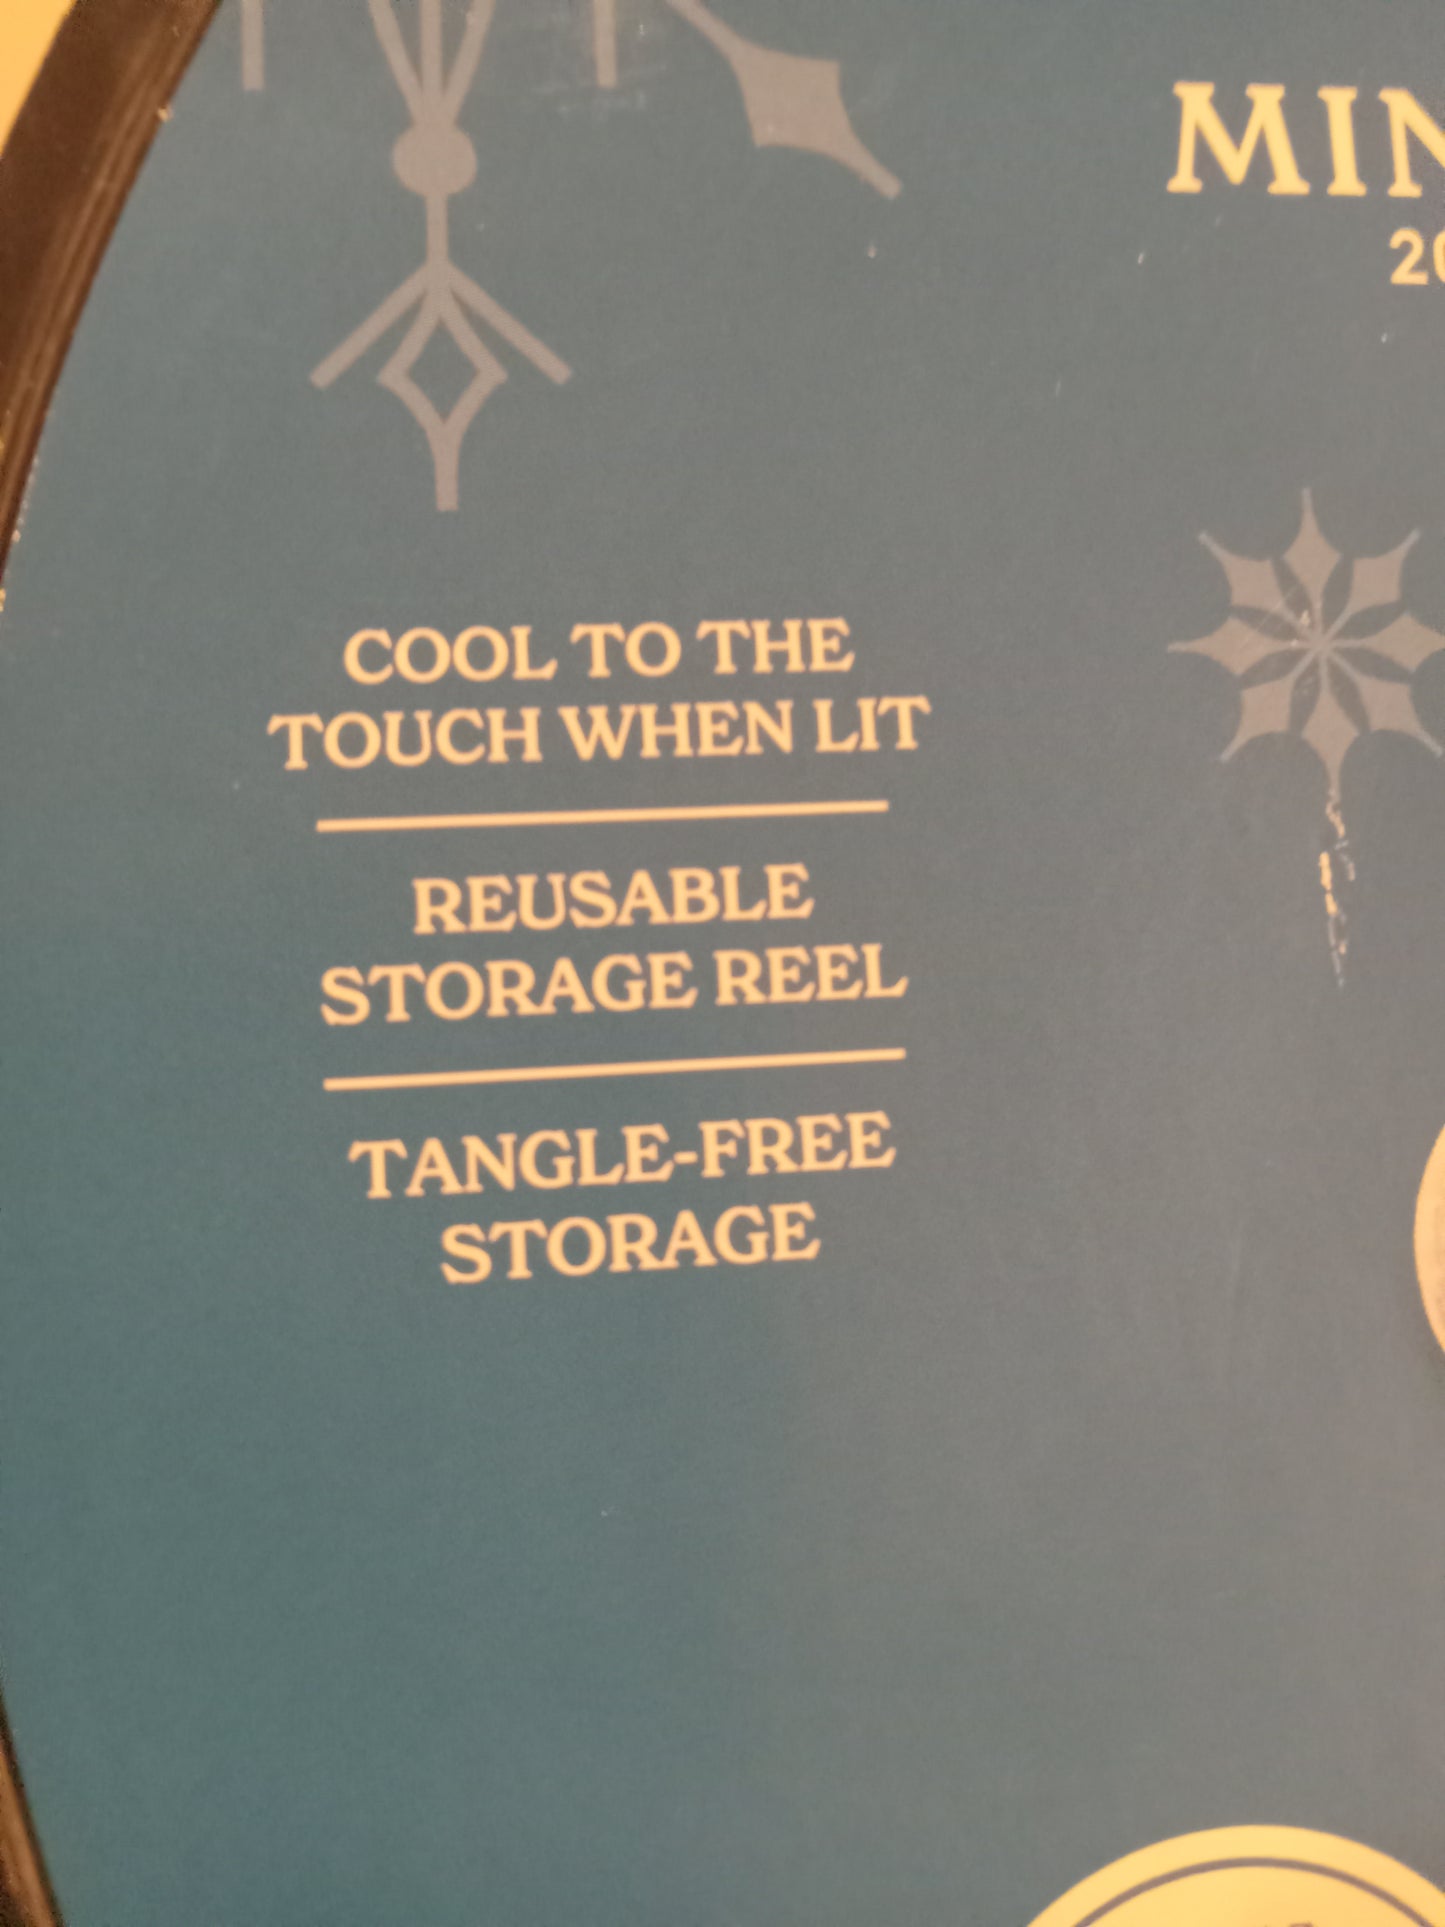 COOL TO THE
TOUCH WHEN LIT
REUSABLE
STORAGE REEL
TANGLE-FREE
STORAGE